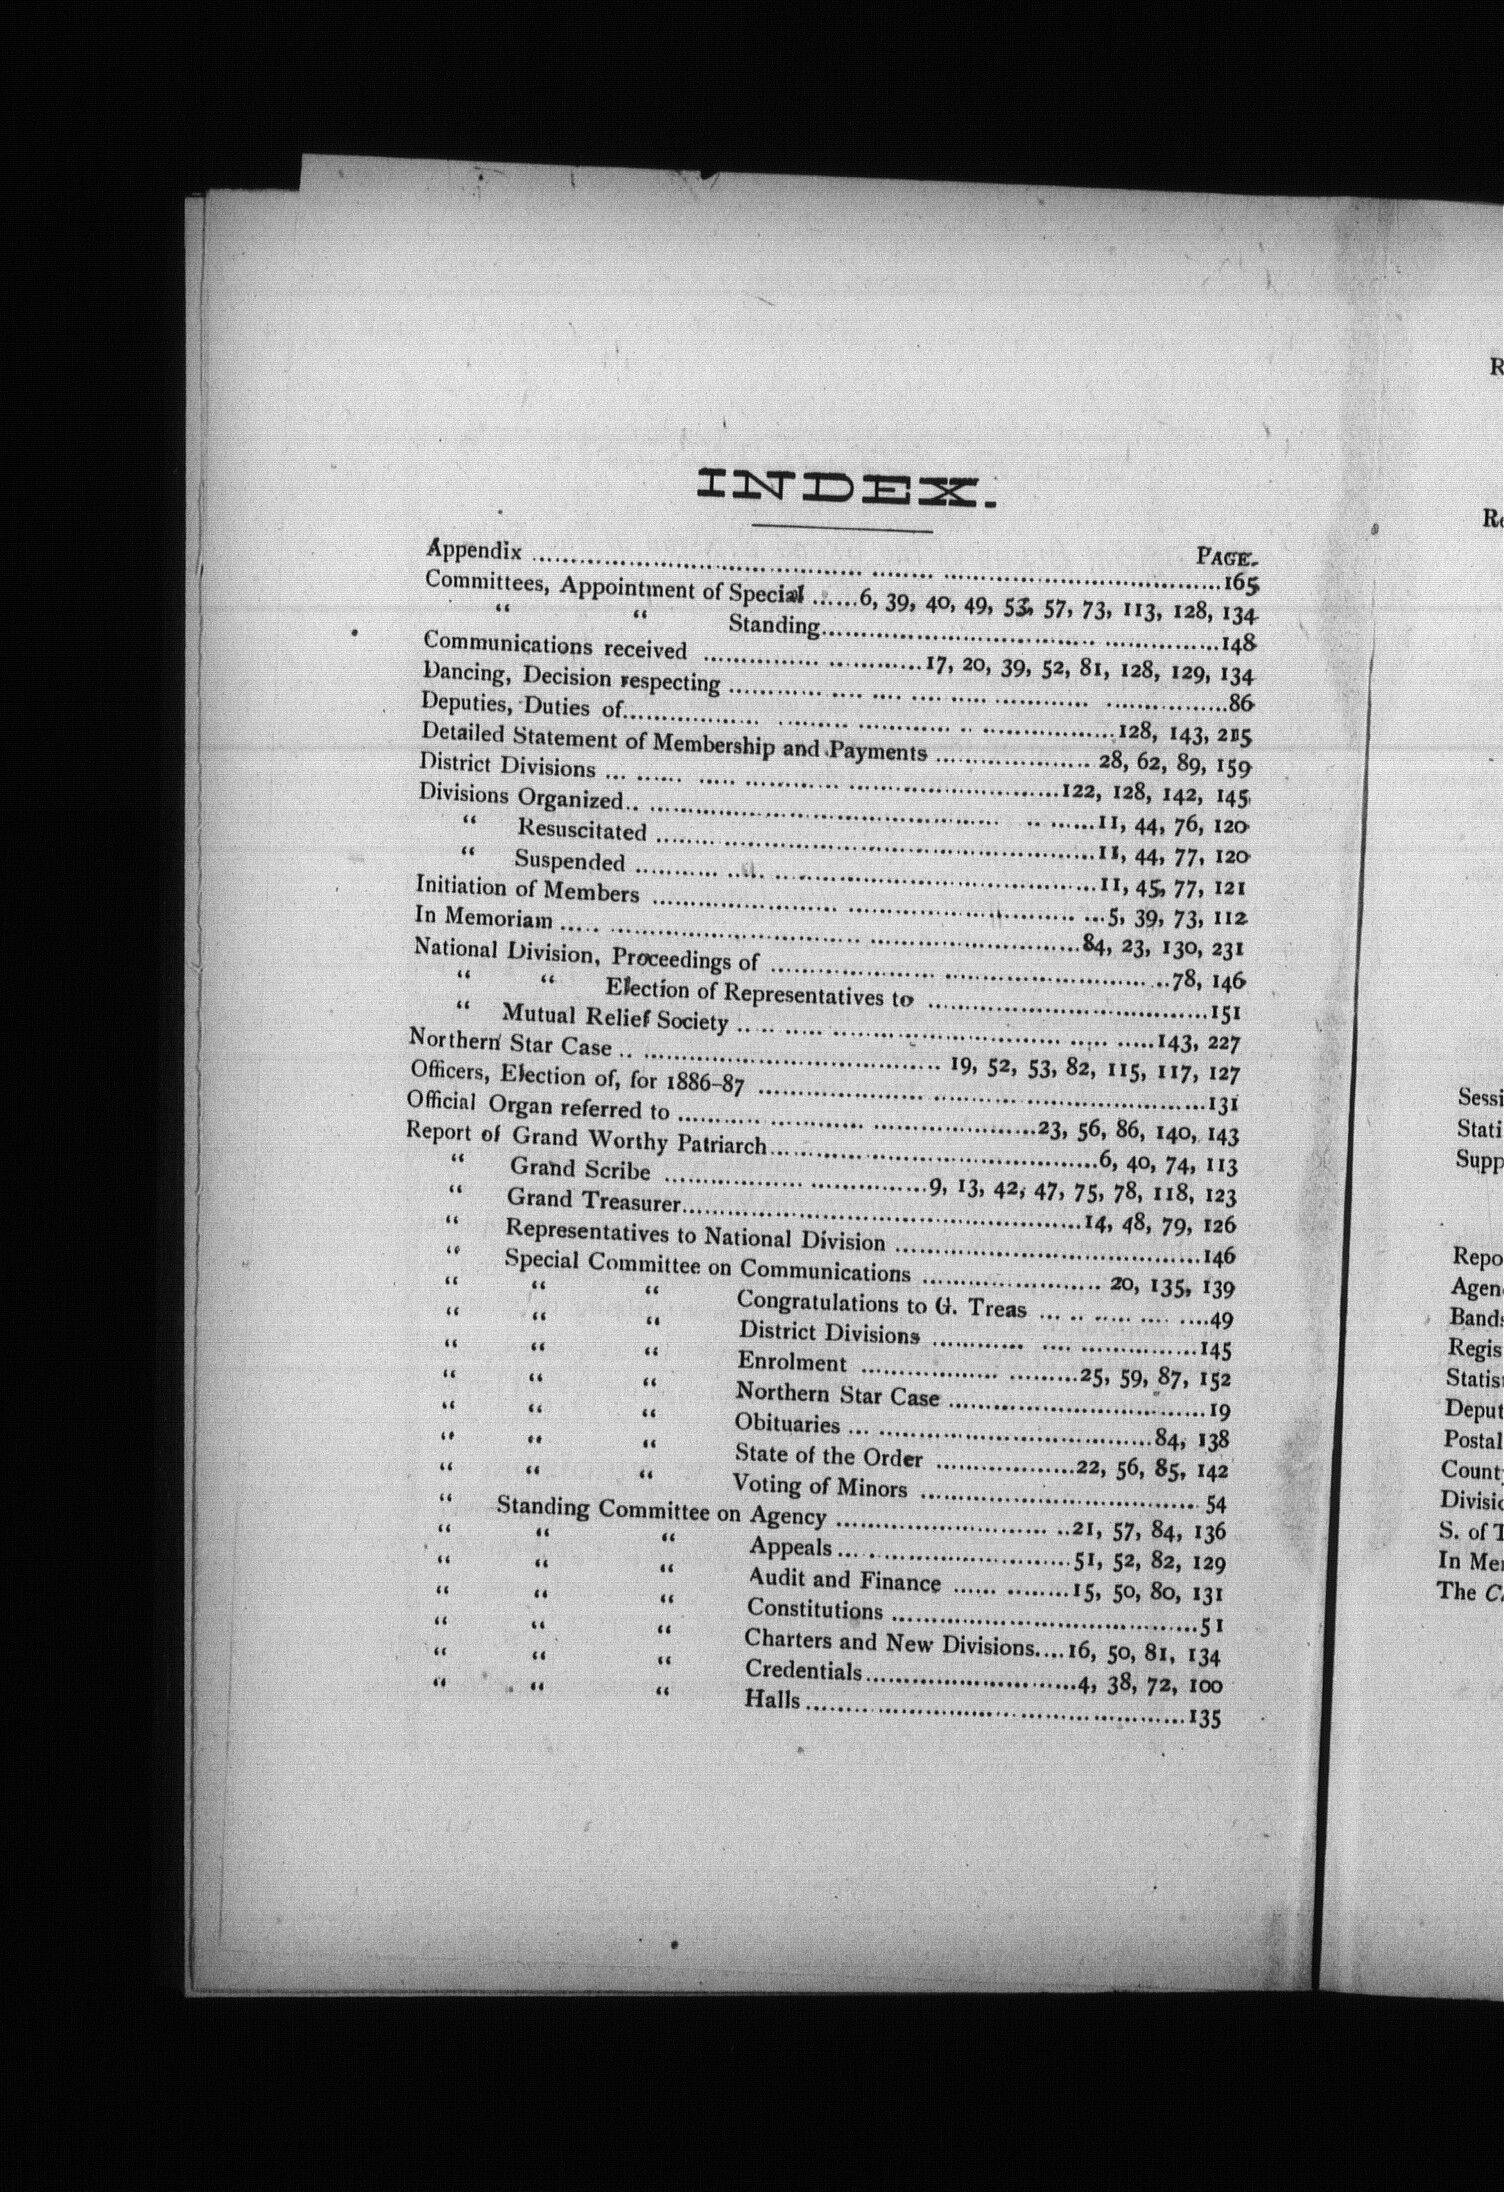 INDEX.
PAGE.
Appendix ........ 165
Committees, Appointment of Special ......6, 39, 40, 49, 53, 57, 73, 113, 128, 134
“ “ Standing........ 148
Communications received ........ 17, 20, 39, 52, 81, 128, 129, 134
Dancing, Decision respecting ........ 86
Deputies, Duties of........ 128, 143, 215
Detailed Statement of Membership and Payments ........ 28, 62, 89, 159
District Divisions ........ 122, 128, 142, 145
Divisions Organized........ 11, 44, 76, 120
“ Resuscitated ........ 11, 44, 77, 120
“ Suspended ........ 11, 45, 77, 121
Initiation of Members ........ 5, 39, 73, 112
In Memoriam ........ 84, 23, 130, 231
National Division, Proceedings of ........ 78, 146
“ “ Election of Representatives to ........ 151
“ Mutual Relief Society ........ 143, 227
Northern Star Case ........ 19, 52, 53, 82, 115, 117, 127
Officers, Election of, for 1886-87 ........ 131
Official Organ referred to ........ 23, 56, 86, 140, 143
Report of Grand Worthy Patriarch........ 6, 40, 74, 113
“ Grand Scribe ........ 9, 13, 42, 47, 75, 78, 118, 123
“ Grand Treasurer........ 14, 48, 79, 126
“ Representatives to National Division ........ 146
“ Special Committee on Communications ........ 20, 135, 139
“ “ “ Congratulations to G. Treas ........ 49
“ “ “ District Divisions ........ 145
“ “ “ Enrolment ........ 25, 59, 87, 152
“ “ “ Northern Star Case ........ 19
“ “ “ Obituaries ........ 84, 138
“ “ “ State of the Order ........ 22, 56, 85, 142
“ “ “ Voting of Minors ........ 54
“ Standing Committee on Agency ........ 21, 57, 84, 136
“ “ “ Appeals ........ 51, 52, 82, 129
“ “ “ Audit and Finance ........ 15, 50, 80, 131
“ “ “ Constitutions ........ 51
“ “ “ Charters and New Divisions....16, 50, 81, 134
“ “ “ Credentials........ 4, 38, 72, 100
“ “ “ Halls ........ 135
S. of
The